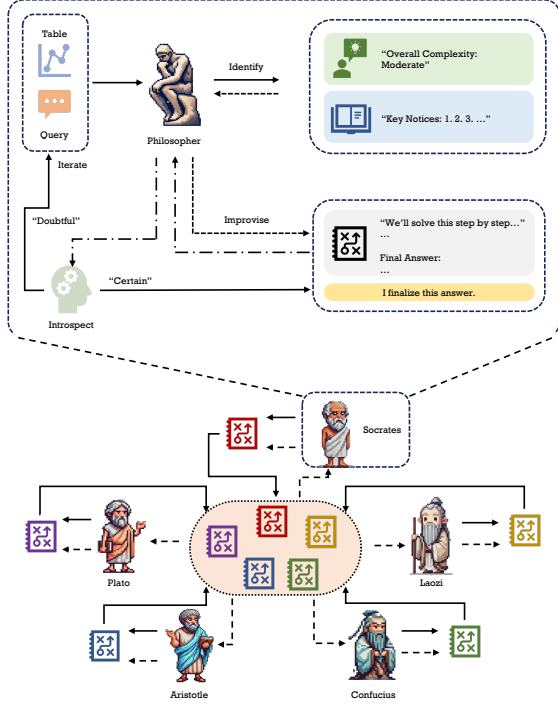 Table
Query
Philosopher
Identify
“Overall Complexity:
Moderate”
“Key Notices: 1. 2. 3. …”
Iterate
“Doubtful”
Improvise
“We’ll solve this step by step…”
…
Final Answer:
…
I finalize this answer.
“Certain”
Introspect
Socrates
Plato
Laozi
Aristotle
Confucius